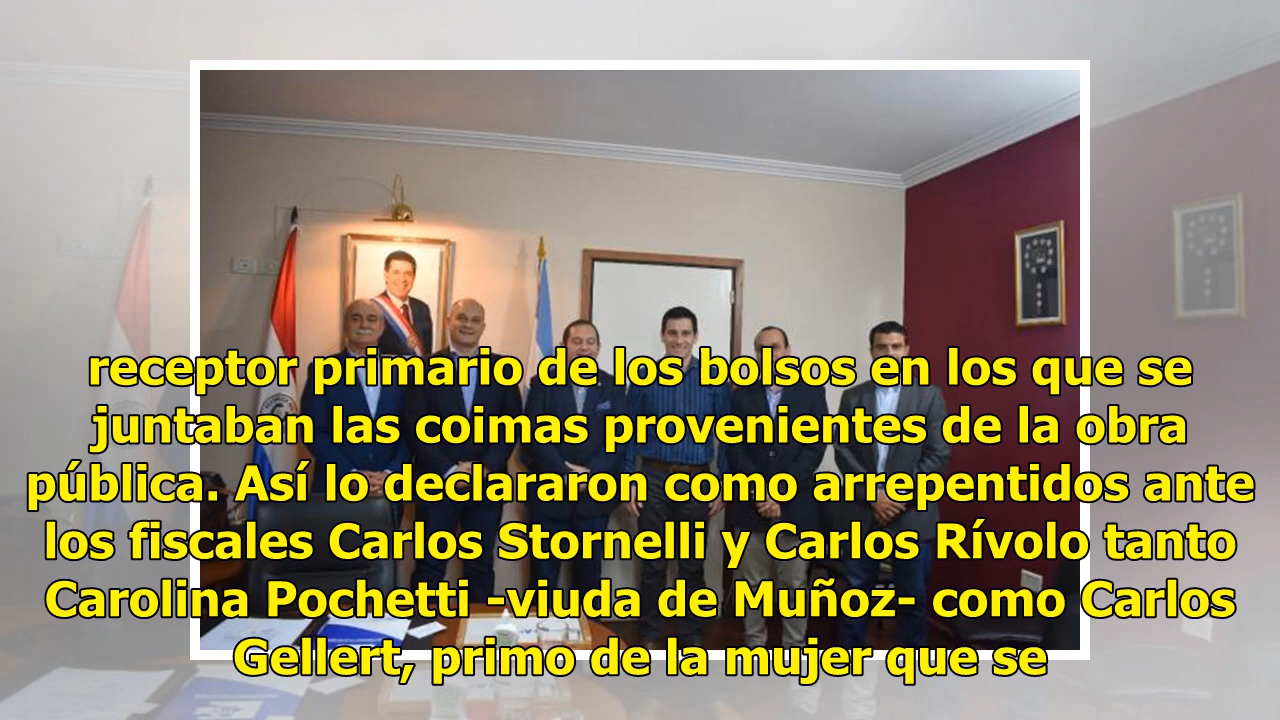 receptor primario de los bolsos en los que se
juntaban las coimas provenientes de la obra
pública. Así lo declararon como arrepentidos ante
los fiscales Carlos Stornelli y Carlos Rívolo tanto
Carolina Pochetti -viuda de Muñoz- como Carlos
Gellert, primo de la mujer que se